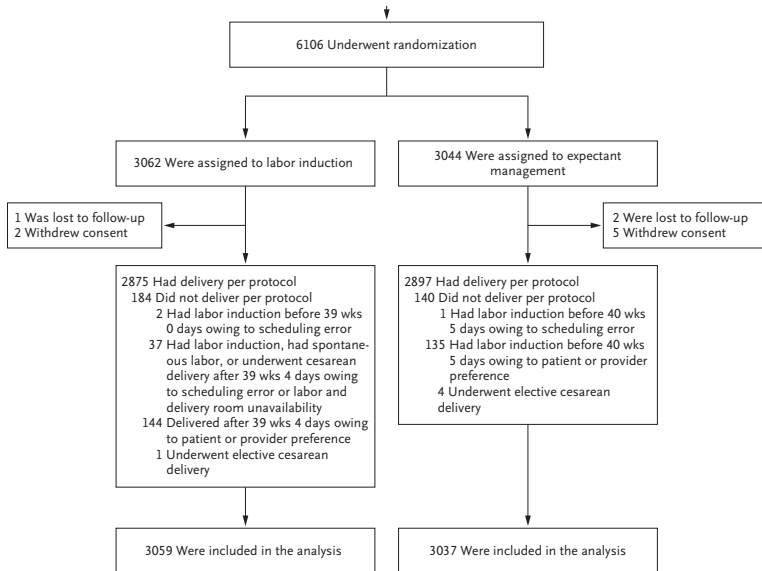 6106 Underwent randomization
3062 Were assigned to labor induction
3044 Were assigned to expectant
management
1 Was lost to follow-up
2 Withdrew consent
2 Were lost to follow-up
5 Withdrew consent
2875 Had delivery per protocol
184 Did not deliver per protocol
2 Had labor induction before 39 wks
0 days owing to scheduling error
37 Had labor induction, had spontane-
ous labor, or underwent cesarean
delivery after 39 wks 4 days owing
to scheduling error or labor and
delivery room unavailability
144 Delivered after 39 wks 4 days owing
to patient or provider preference
1 Underwent elective cesarean
delivery
2897 Had delivery per protocol
140 Did not deliver per protocol
1 Had labor induction before 40 wks
5 days owing to scheduling error
135 Had labor induction before 40 wks
5 days owing to patient or provider
preference
4 Underwent elective cesarean
delivery
3059 Were included in the analysis
3037 Were included in the analysis